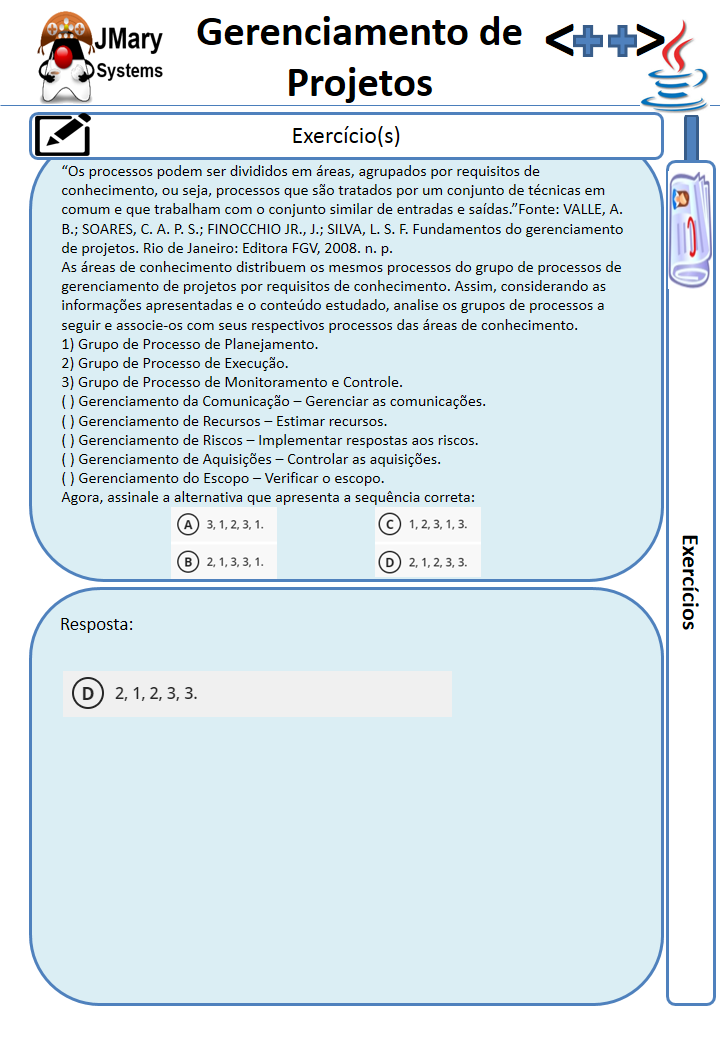 JMary
Systems
Gerenciamento de
Projetos
<++>
Exercício(s)
“Os processos podem ser divididos em áreas, agrupados por requisitos de
conhecimento, ou seja, processos que são tratados por um conjunto de técnicas em
comum e que trabalham com o conjunto similar de entradas e saídas.”Fonte: VALLE, A.
B.; SOARES, C. A. P. S.; FINOCCHIO JR., J.; SILVA, L. S. F. Fundamentos do gerenciamento
de projetos. Rio de Janeiro: Editora FGV, 2008. n. p.
As áreas de conhecimento distribuem os mesmos processos do grupo de processos de
gerenciamento de projetos por requisitos de conhecimento. Assim, considerando as
informações apresentadas e o conteúdo estudado, analise os grupos de processos a
seguir e associe-os com seus respectivos processos das áreas de conhecimento.
1) Grupo de Processo de Planejamento.
2) Grupo de Processo de Execução.
3) Grupo de Processo de Monitoramento e Controle.
( ) Gerenciamento da Comunicação – Gerenciar as comunicações.
( ) Gerenciamento de Recursos – Estimar recursos.
( ) Gerenciamento de Riscos – Implementar respostas aos riscos.
( ) Gerenciamento de Aquisições – Controlar as aquisições.
( ) Gerenciamento do Escopo – Verificar o escopo.
Agora, assinale a alternativa que apresenta a sequência correta:
A 3, 1, 2, 3, 1.
B 2, 1, 3, 3, 1.
C 1, 2, 3, 1, 3.
D 2, 1, 2, 3, 3.
Exercícios
Resposta:
D 2, 1, 2, 3, 3.